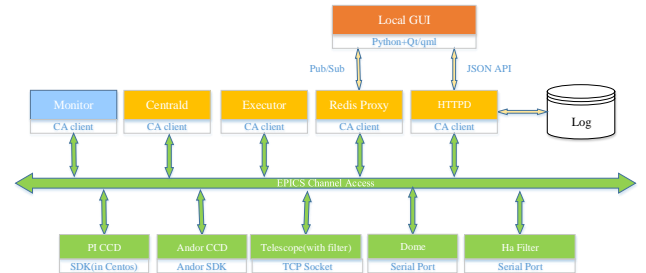 Local GUI
Python+Qt/qml
Pub/Sub
JSON API
Monitor
Centrald
Executor
Redis Proxy
HTTPD
CA client
CA client
CA client
CA client
CA client
Log
EPICS Channel Access
PI CCD
Andor CCD
Telescope(with filter)
Dome
Ha Filter
SDK(in Centos)
Andor SDK
TCP Socket
Serial Port
Serial Port